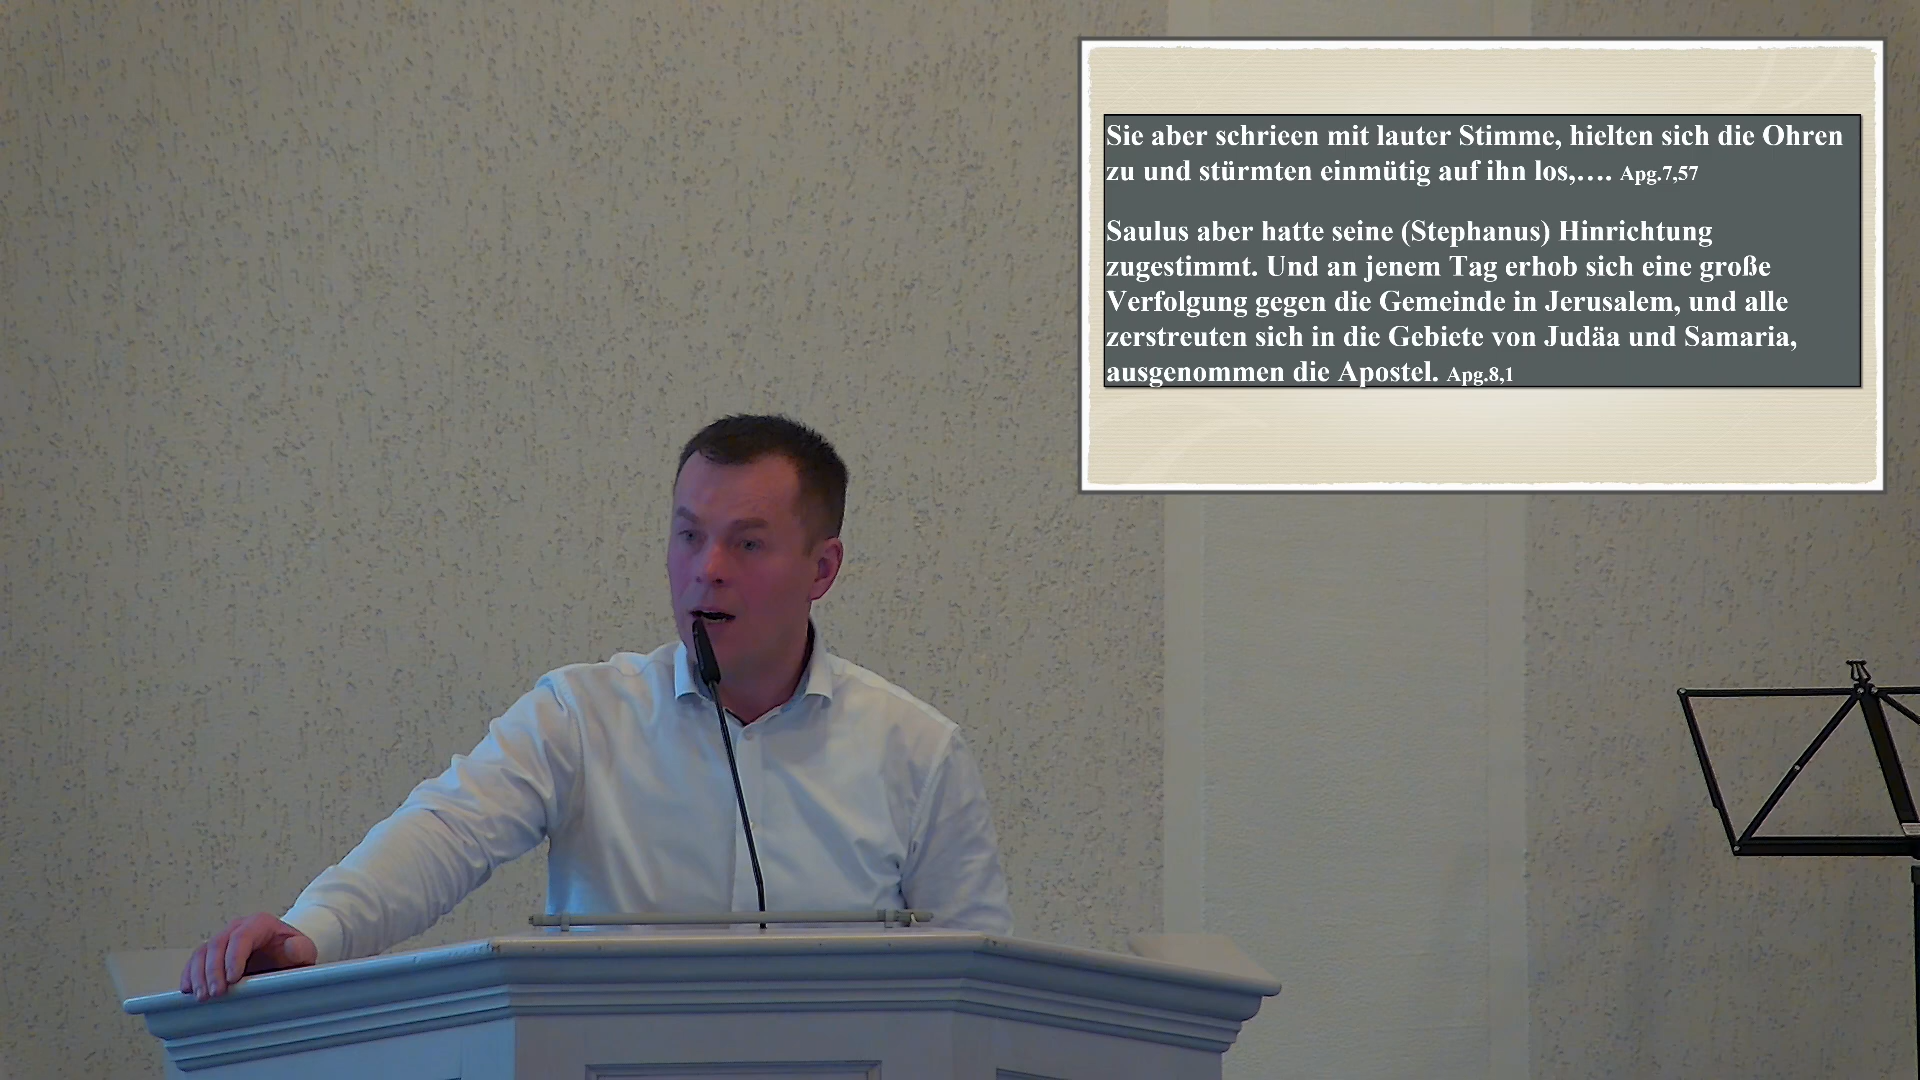 Sie aber schrieen mit lauter Stimme, hielten sich die Ohren
zu und stürmten einmütig auf ihn los,…. Apg.7,57
Saulus aber hatte seine (Stephanus) Hinrichtung
zugestimmt. Und an jenem Tag erhob sich eine große
Verfolgung gegen die Gemeinde in Jerusalem, und alle
zerstreuten sich in die Gebiete von Judäa und Samaria,
ausgenommen die Apostel. Apg.8,1